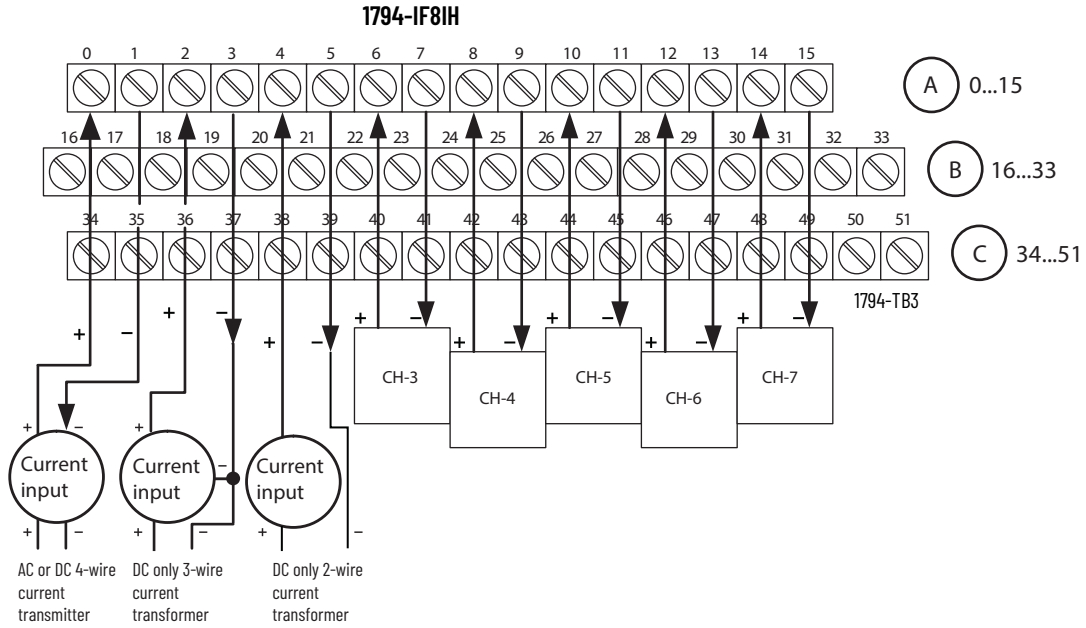 1794-IF8IH
0 1 2 3 4 5 6 7 8 9 10 11 12 13 14 15
A 0...15
16 17 18 19 20 21 22 23 24 25 26 27 28 29 30 31 32 33
B 16...33
34 35 36 37 38 39 40 41 42 43 44 45 46 47 48 49 50 51
C 34...51
1794-TB3
+ − + − + − + − + − + − + − + −
CH-3 CH-4 CH-5 CH-6 CH-7
+ − + −
Current
input
Current
input
Current
input
+ − + − + −
AC or DC 4-wire
current
transmitter
DC only 3-wire
current
transformer
DC only 2-wire
current
transformer